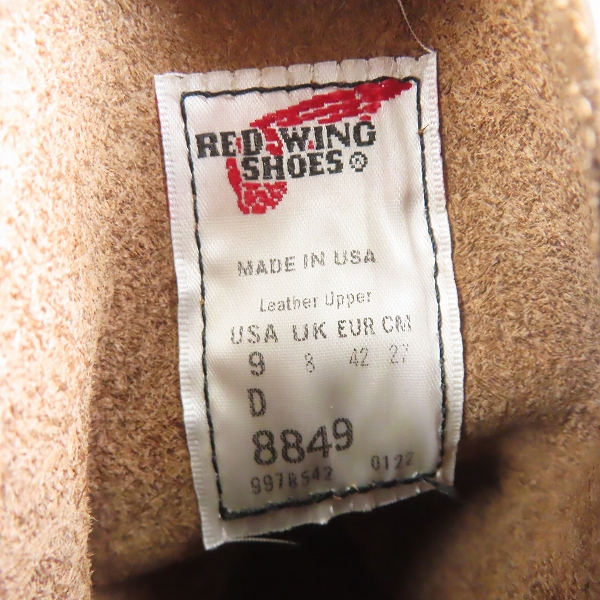 RED WING
SHOES®
MADE IN USA
Leather Upper
USA UK EUR CM
9 8 42 27
D
8849
9978542 0122